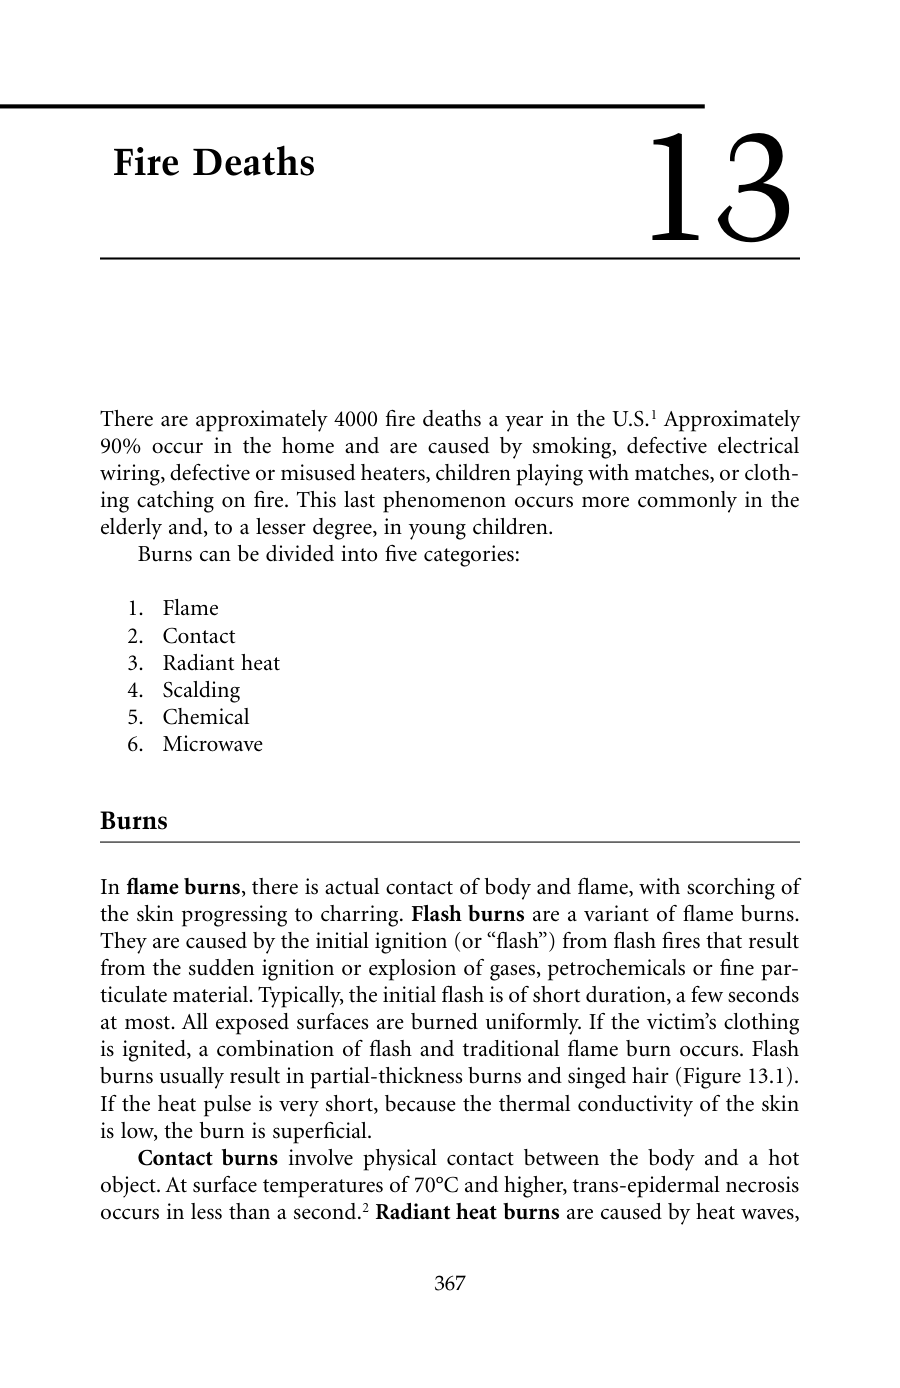 Fire Deaths
13
There are approximately 4000 fire deaths a year in the U.S.¹ Approximately
90% occur in the home and are caused by smoking, defective electrical
wiring, defective or misused heaters, children playing with matches, or cloth-
ing catching on fire. This last phenomenon occurs more commonly in the
elderly and, to a lesser degree, in young children.
Burns can be divided into five categories:
1. Flame
2. Contact
3. Radiant heat
4. Scalding
5. Chemical
6. Microwave
Burns
In flame burns, there is actual contact of body and flame, with scorching of
the skin progressing to charring. Flash burns are a variant of flame burns.
They are caused by the initial ignition (or “flash”) from flash fires that result
from the sudden ignition or explosion of gases, petrochemicals or fine par-
ticulate material. Typically, the initial flash is of short duration, a few seconds
at most. All exposed surfaces are burned uniformly. If the victim’s clothing
is ignited, a combination of flash and traditional flame burn occurs. Flash
burns usually result in partial-thickness burns and singed hair (Figure 13.1).
If the heat pulse is very short, because the thermal conductivity of the skin
is low, the burn is superficial.
Contact burns involve physical contact between the body and a hot
object. At surface temperatures of 70°C and higher, trans-epidermal necrosis
occurs in less than a second.² Radiant heat burns are caused by heat waves,
367